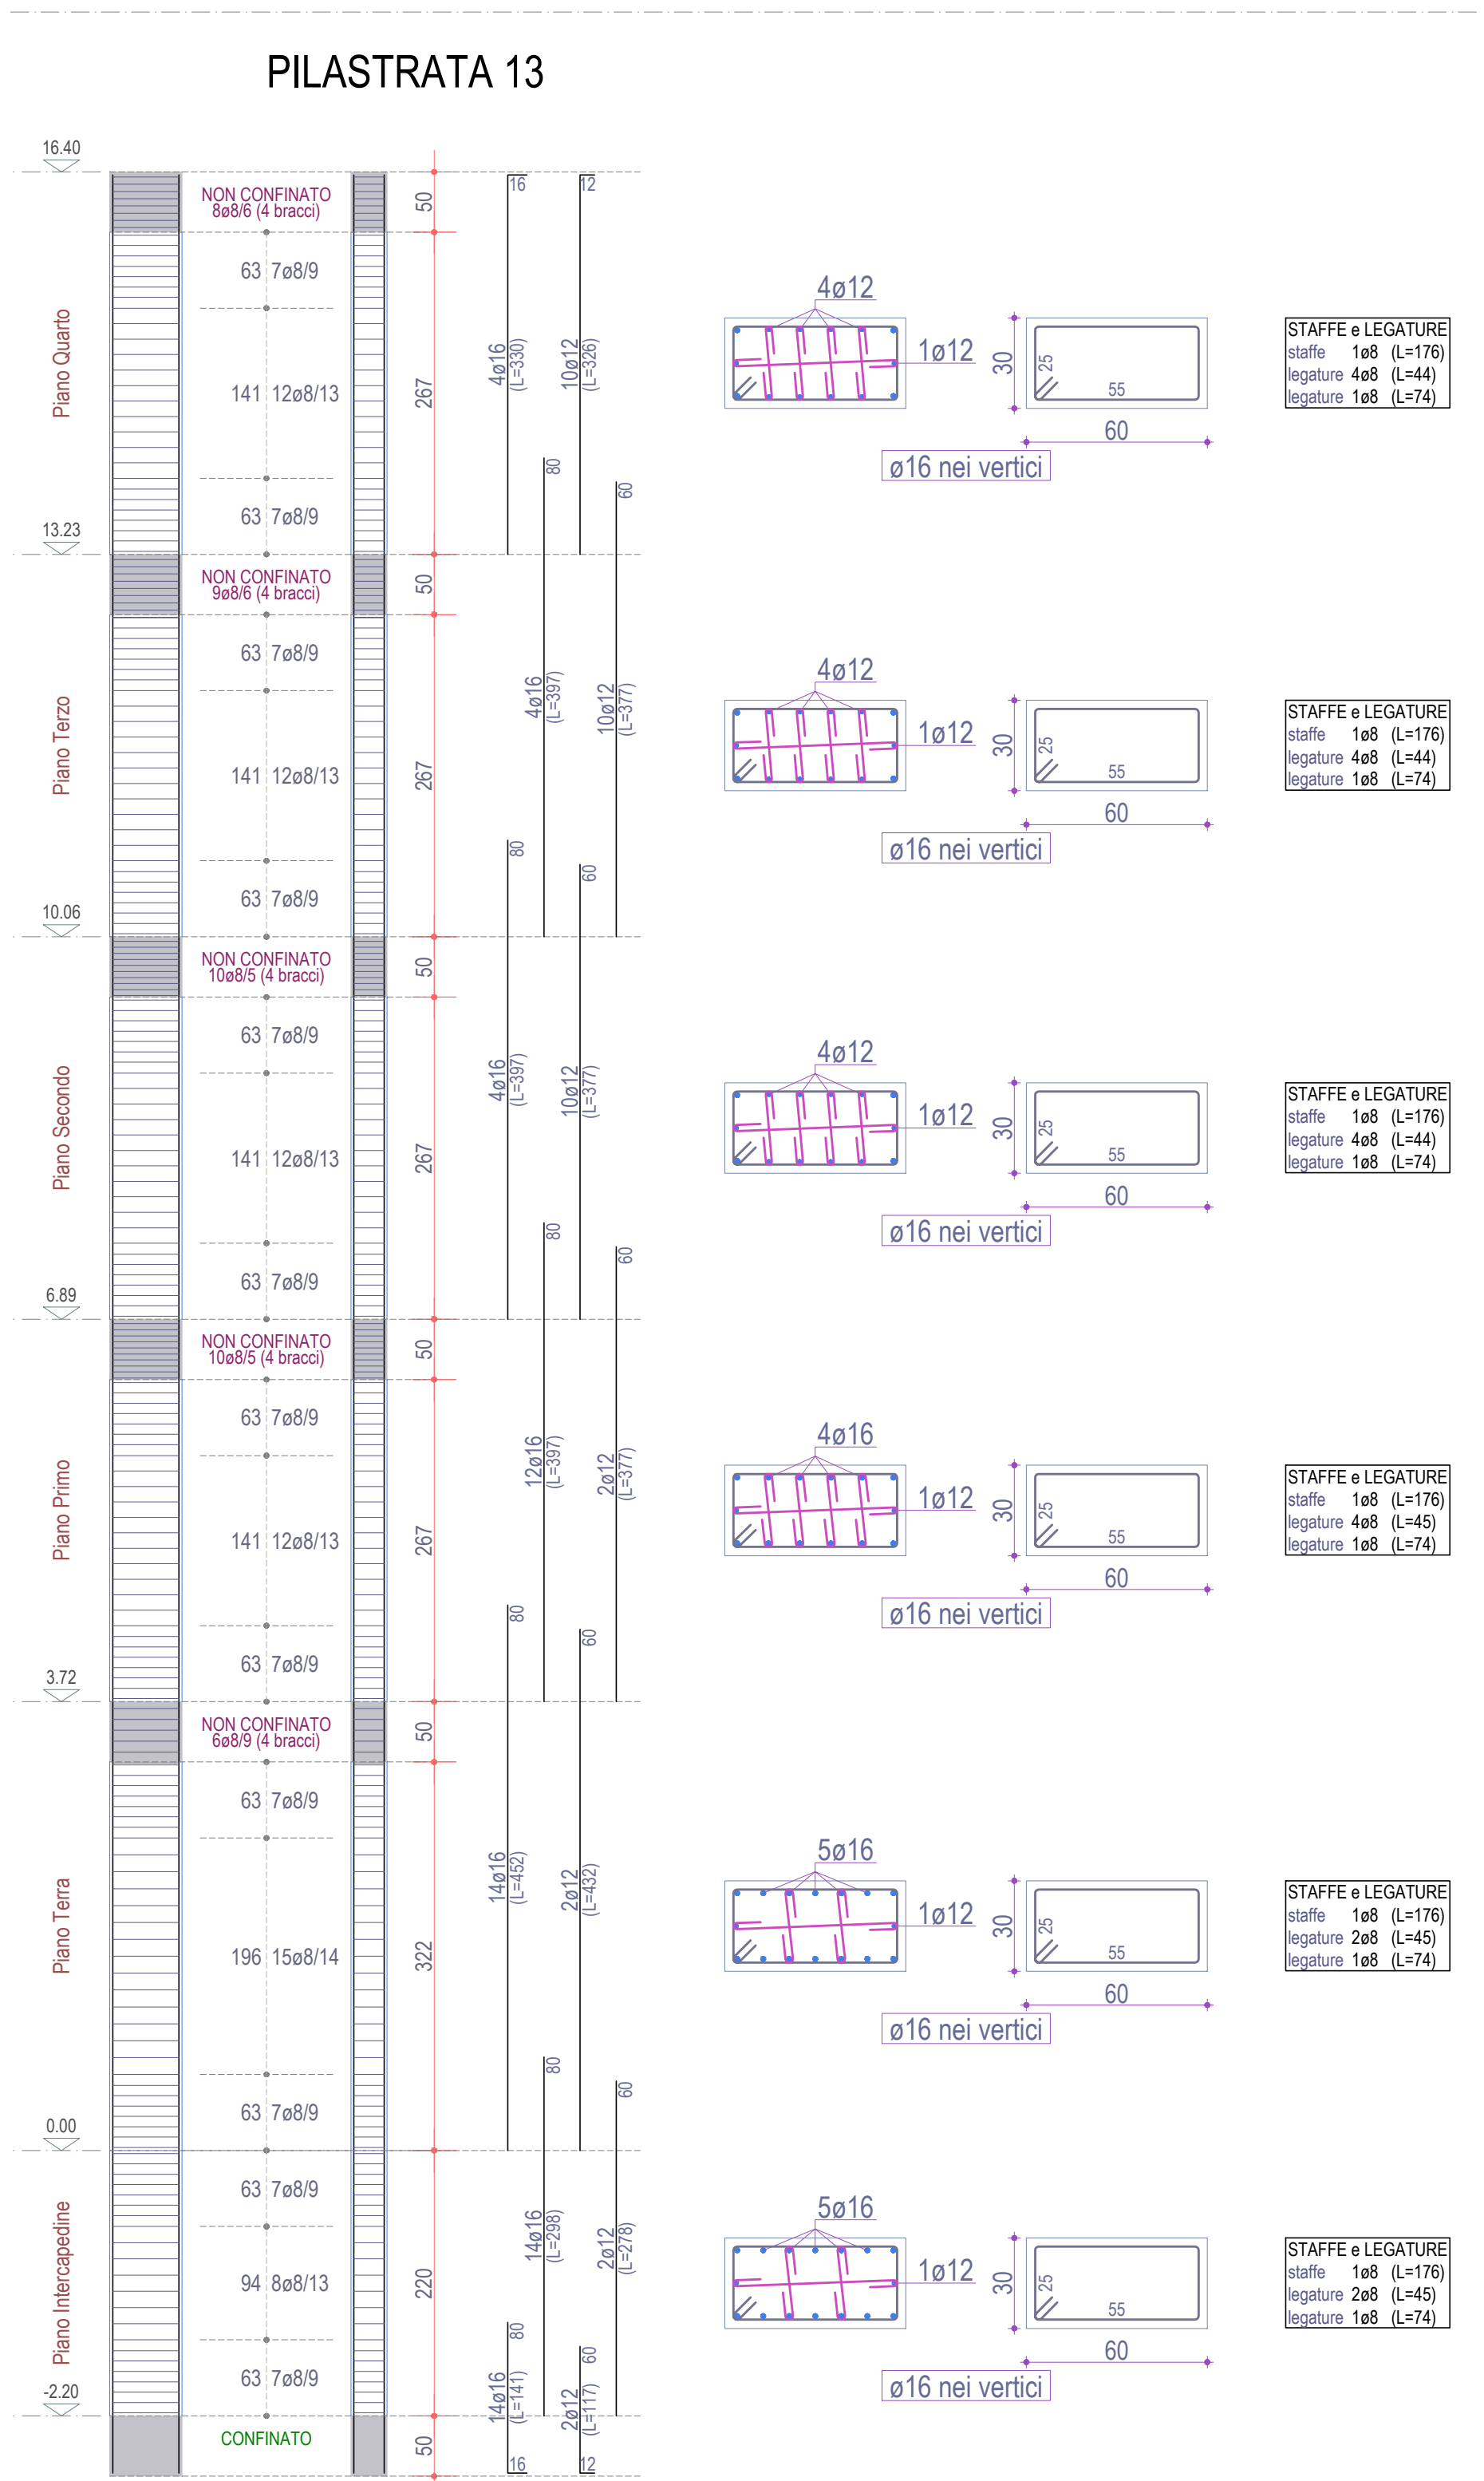 PILASTRATA 13
16.40
NON CONFINATO
8ø8/6 (4 bracci)
50
16
12
63 7ø8/9
Piano Quarto
141 12ø8/13
267
4ø16
(L=330)
10ø12
(L=326)
80
60
63 7ø8/9
4ø12
1ø12
30
25
55
60
ø16 nei vertici
STAFFE e LEGATURE
staffe 1ø8 (L=176)
legature 4ø8 (L=44)
legature 1ø8 (L=74)
13.23
NON CONFINATO
9ø8/6 (4 bracci)
50
63 7ø8/9
Piano Terzo
141 12ø8/13
267
4ø16
(L=397)
10ø12
(L=377)
80
60
63 7ø8/9
4ø12
1ø12
30
25
55
60
ø16 nei vertici
STAFFE e LEGATURE
staffe 1ø8 (L=176)
legature 4ø8 (L=44)
legature 1ø8 (L=74)
10.06
NON CONFINATO
10ø8/5 (4 bracci)
50
63 7ø8/9
Piano Secondo
141 12ø8/13
267
4ø16
(L=397)
10ø12
(L=377)
80
60
63 7ø8/9
4ø12
1ø12
30
25
55
60
ø16 nei vertici
STAFFE e LEGATURE
staffe 1ø8 (L=176)
legature 4ø8 (L=44)
legature 1ø8 (L=74)
6.89
NON CONFINATO
10ø8/5 (4 bracci)
50
63 7ø8/9
Piano Primo
141 12ø8/13
267
12ø16
(L=397)
2ø12
(L=377)
80
60
63 7ø8/9
4ø16
1ø12
30
25
55
60
ø16 nei vertici
STAFFE e LEGATURE
staffe 1ø8 (L=176)
legature 4ø8 (L=45)
legature 1ø8 (L=74)
3.72
NON CONFINATO
6ø8/9 (4 bracci)
50
63 7ø8/9
Piano Terra
196 15ø8/14
322
14ø16
(L=452)
2ø12
(L=432)
80
60
63 7ø8/9
5ø16
1ø12
30
25
55
60
ø16 nei vertici
STAFFE e LEGATURE
staffe 1ø8 (L=176)
legature 2ø8 (L=45)
legature 1ø8 (L=74)
0.00
63 7ø8/9
Piano Intercapedine
94 8ø8/13
220
14ø16
(L=298)
2ø12
(L=278)
80
60
63 7ø8/9
14ø16
(L=141)
2ø12
(L=117)
5ø16
1ø12
30
25
55
60
ø16 nei vertici
STAFFE e LEGATURE
staffe 1ø8 (L=176)
legature 2ø8 (L=45)
legature 1ø8 (L=74)
-2.20
CONFINATO
50
16
12